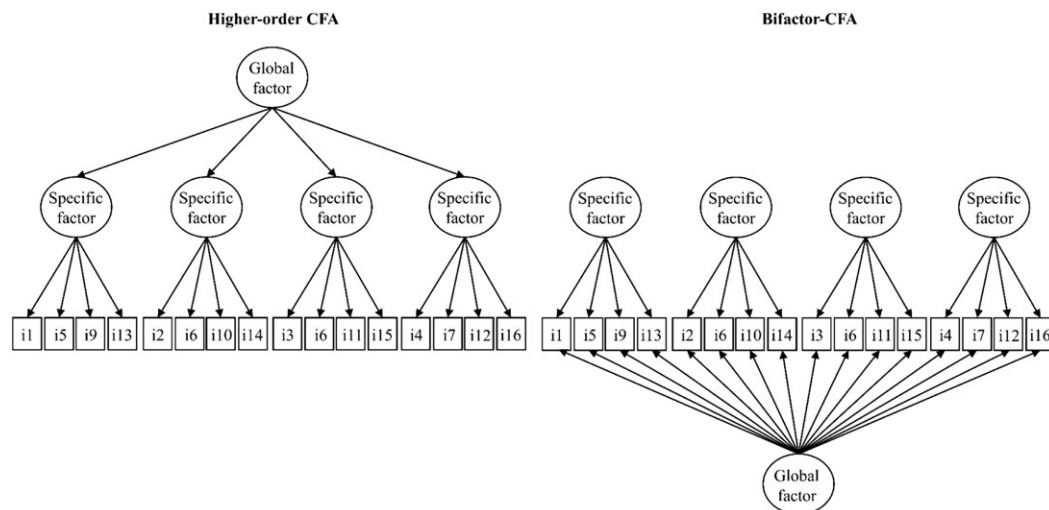 Higher-order CFA
Global
factor
Specific
factor
Specific
factor
Specific
factor
Specific
factor
i1 i5 i9 i13 i2 i6 i10 i14 i3 i6 i11 i15 i4 i7 i12 i16
Bifactor-CFA
Specific
factor
Specific
factor
Specific
factor
Specific
factor
i1 i5 i9 i13 i2 i6 i10 i14 i3 i6 i11 i15 i4 i7 i12 i16
Global
factor